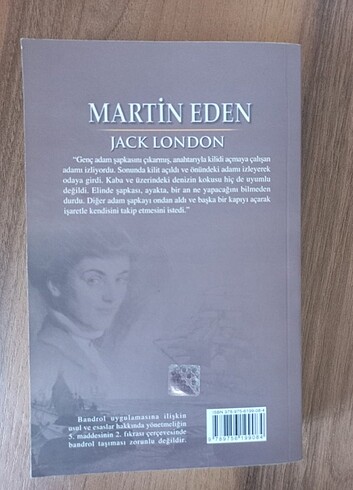 MARTİN EDEN
JACK LONDON
"Genç adam şapkasını çıkarmış, anahtarıyla kilidi açmaya çalışan
adamı izliyordu. Sonunda kilit açıldı ve önündeki adamı izleyerek
odaya girdi. Kaba ve üzerindeki denizin kokusu hiç de uyumlu
değildi. Elinde şapkası, ayakta, bir an ne yapacağını bilmeden
durdu. Diğer adam şapkayı ondan aldı ve başka bir kapıyı açarak
işaretle kendisini takip etmesini istedi."
Bandrol uygulamasına ilişkin
usul ve esaslar hakkında yönetmeliğin
5. maddesinin 2. fıkrası çerçevesinde
bandrol taşıması zorunlu değildir.